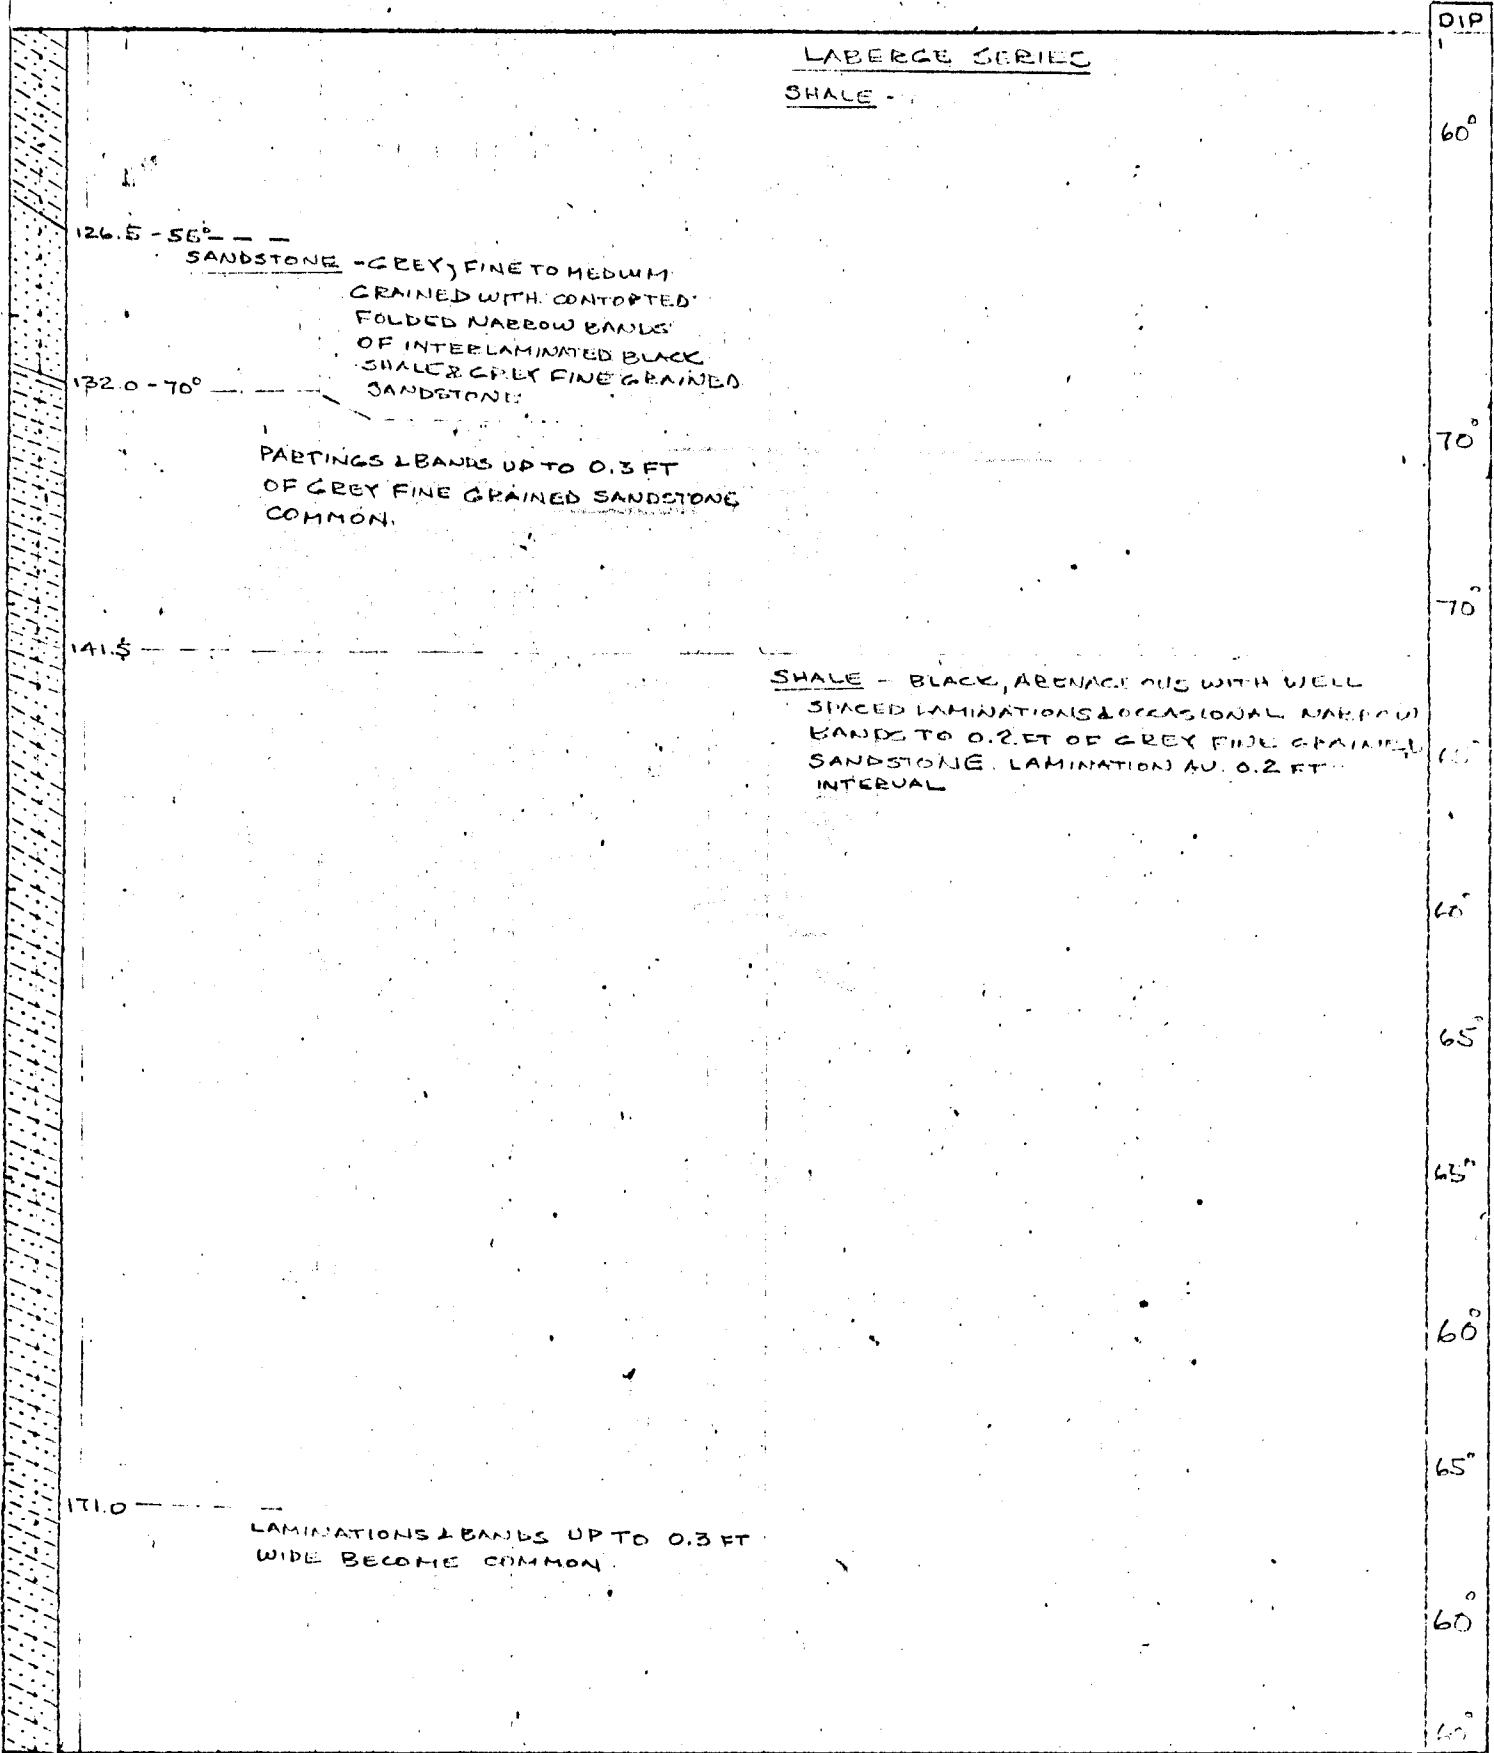 DIP
LABERGE SERIES
SHALE -
60°
126.5 - 55°
SANDSTONE - GREY, FINE TO MEDIUM
GRAINED WITH CONTORTED
FOLDED NARROW BANDS
OF INTERLAMINATED BLACK
SHALE & GREY FINE GRAINED
SANDSTONE
132.0 - 70°
70°
PARTINGS & BANDS UP TO 0.3 FT
OF GREY FINE GRAINED SANDSTONE
COMMON.
70°
141.5
SHALE - BLACK, ARENACEOUS WITH WELL
SPACED LAMINATIONS & OCCASIONAL NARROW
BANDS TO 0.2 FT OF GREY FINE GRAINED
SANDSTONE. LAMINATION AV. 0.2 FT
INTERVAL
60°
65°
65°
60°
65°
171.0
LAMINATIONS & BANDS UP TO 0.3 FT
WIDE BECOME COMMON.
60°